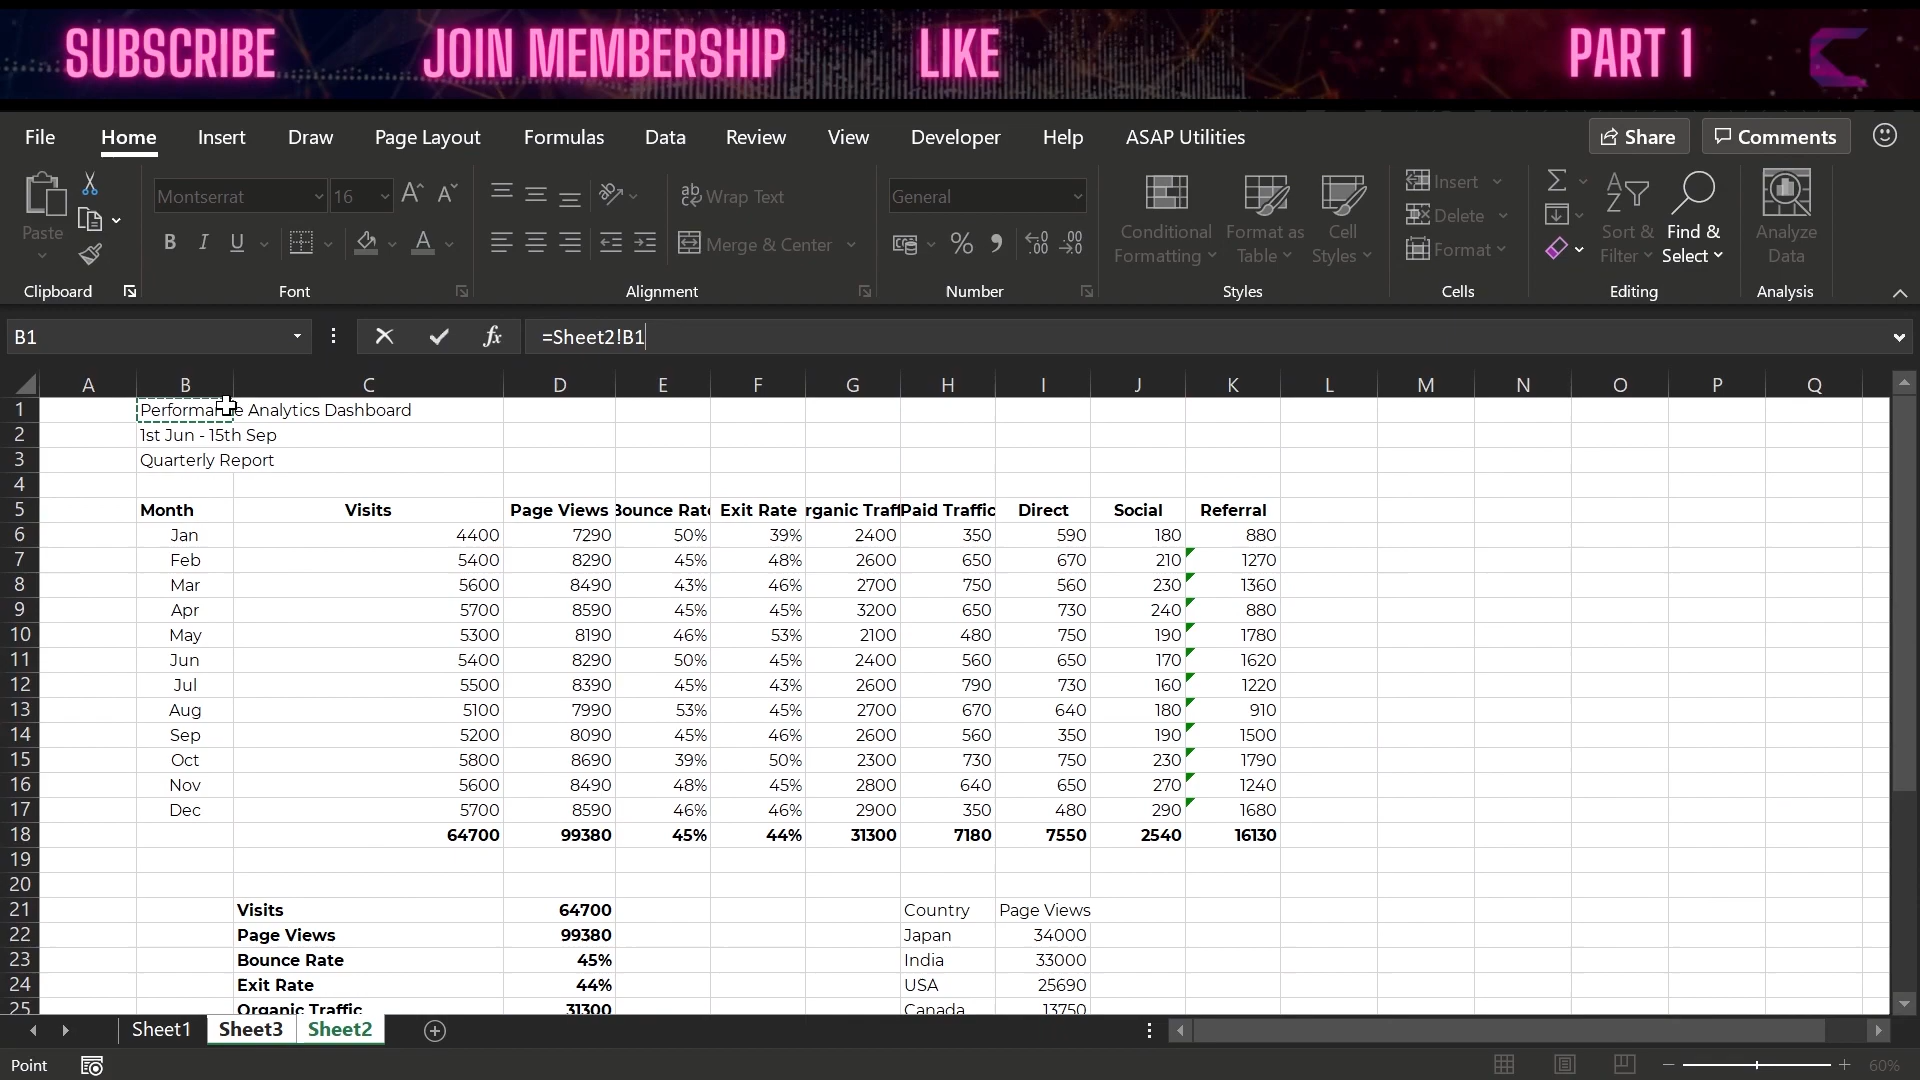 SUBSCRIBE JOIN MEMBERSHIP LIKE PART 1
File Home Insert Draw Page Layout Formulas Data Review View Developer Help ASAP Utilities Share Comments
Paste
Clipboard
Montserrat 16
B I U
Font
Wrap Text
Merge & Center
Alignment
General
Number
Conditional Formatting
Format as Table
Cell Styles
Styles
Insert
Delete
Format
Cells
Sort & Filter
Find & Select
Editing
Analyze Data
Analysis
B1 fx =Sheet2!B1
A B C D E F G H I J K L M N O P Q
1 Performance Analytics Dashboard
2 1st Jun - 15th Sep
3 Quarterly Report
4
5 Month Visits Page Views Bounce Rate Exit Rate rganic Traff Paid Traffic Direct Social Referral
6 Jan 4400 7290 50% 39% 2400 350 590 180 880
7 Feb 5400 8290 45% 48% 2600 650 670 210 1270
8 Mar 5600 8490 43% 46% 2700 750 560 230 1360
9 Apr 5700 8590 45% 45% 3200 650 730 240 880
10 May 5300 8190 46% 53% 2100 480 750 190 1780
11 Jun 5400 8290 50% 45% 2400 560 650 170 1620
12 Jul 5500 8390 45% 43% 2600 790 730 160 1220
13 Aug 5100 7990 53% 45% 2700 670 640 180 910
14 Sep 5200 8090 45% 46% 2600 560 350 190 1500
15 Oct 5800 8690 39% 50% 2300 730 750 230 1790
16 Nov 5600 8490 48% 45% 2800 640 650 270 1240
17 Dec 5700 8590 46% 46% 2900 350 480 290 1680
18 64700 99380 45% 44% 31300 7180 7550 2540 16130
19
20
21 Visits 64700 Country Page Views
22 Page Views 99380 Japan 34000
23 Bounce Rate 45% India 33000
24 Exit Rate 44% USA 25690
25 Organic Traffic 31300 Canada 13750
Sheet1 Sheet3 Sheet2
Point 60%